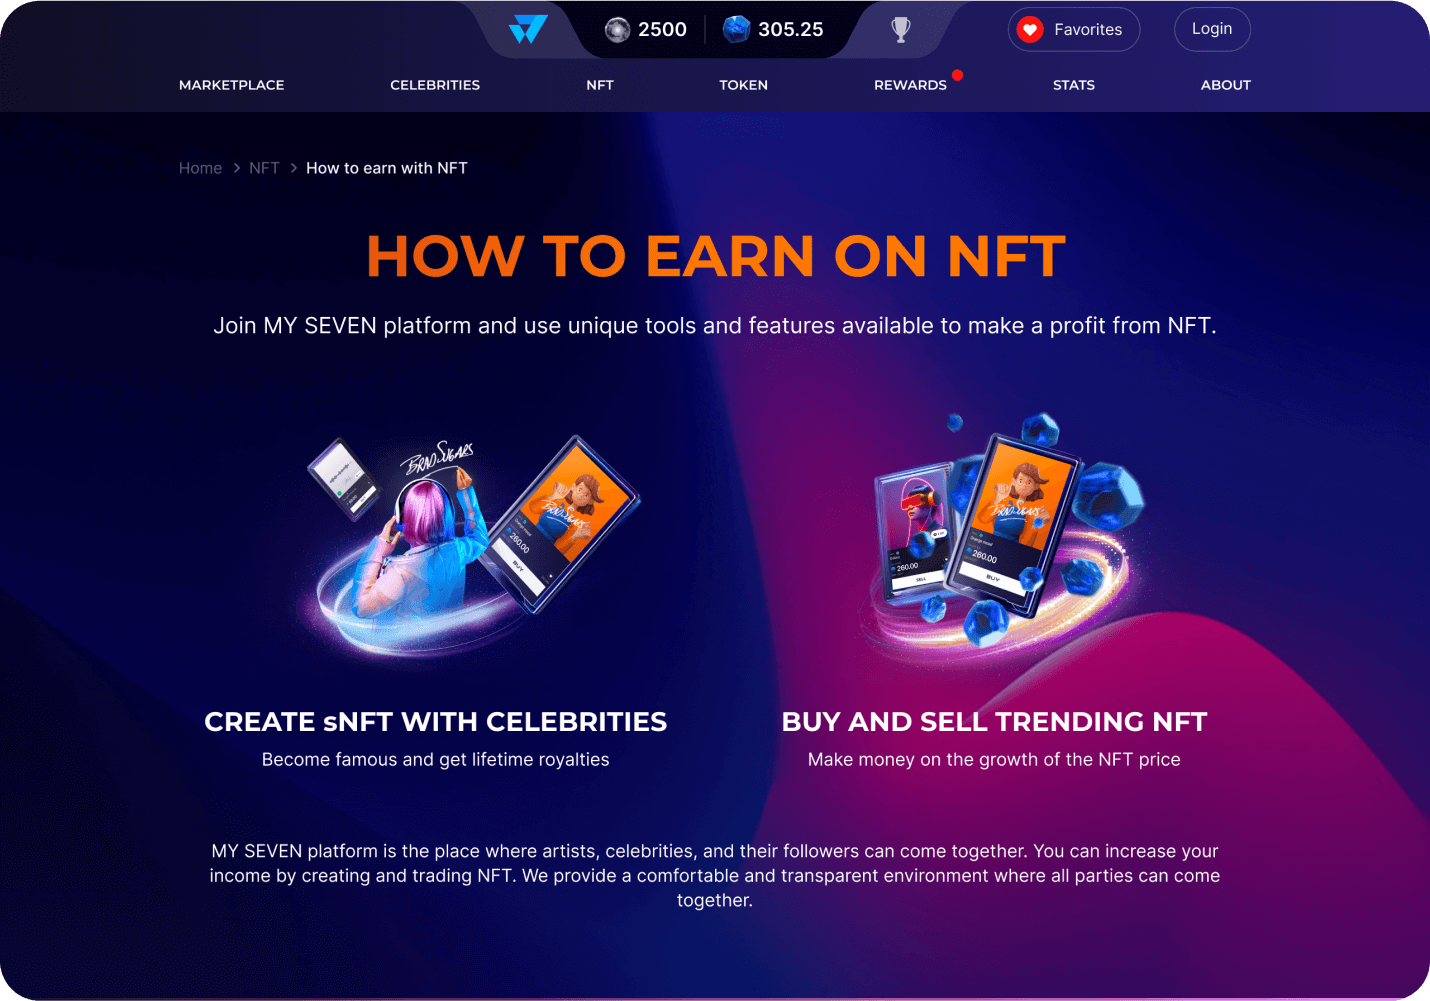 2500
305.25
Favorites
Login
MARKETPLACE
CELEBRITIES
NFT
TOKEN
REWARDS
STATS
ABOUT
Home > NFT > How to earn with NFT
HOW TO EARN ON NFT
Join MY SEVEN platform and use unique tools and features available to make a profit from NFT.
BRAD SUGARS
BRAD SUGARS
260.00
BUY
260.00
SELL
BRAD SUGARS
260.00
BUY
CREATE sNFT WITH CELEBRITIES
Become famous and get lifetime royalties
BUY AND SELL TRENDING NFT
Make money on the growth of the NFT price
MY SEVEN platform is the place where artists, celebrities, and their followers can come together. You can increase your
income by creating and trading NFT. We provide a comfortable and transparent environment where all parties can come
together.